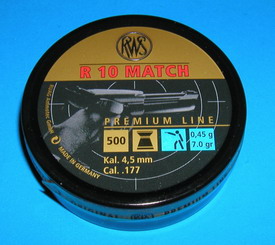 RWS
R 10 MATCH
PREMIUM LINE
500
0,45 g
7.0 gr
Kal. 4,5 mm
Cal. .177
MADE IN GERMANY